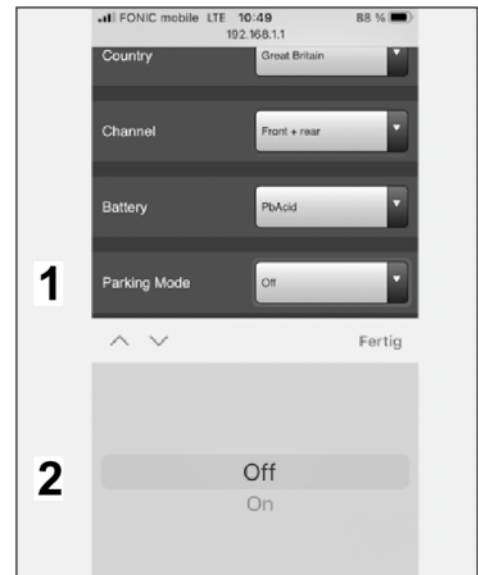 FONIC mobile LTE 10:49 88 %
192.168.1.1
Country Great Britain
Channel Front + rear
Battery PbAcid
1 Parking Mode Off
Fertig
2 Off
On